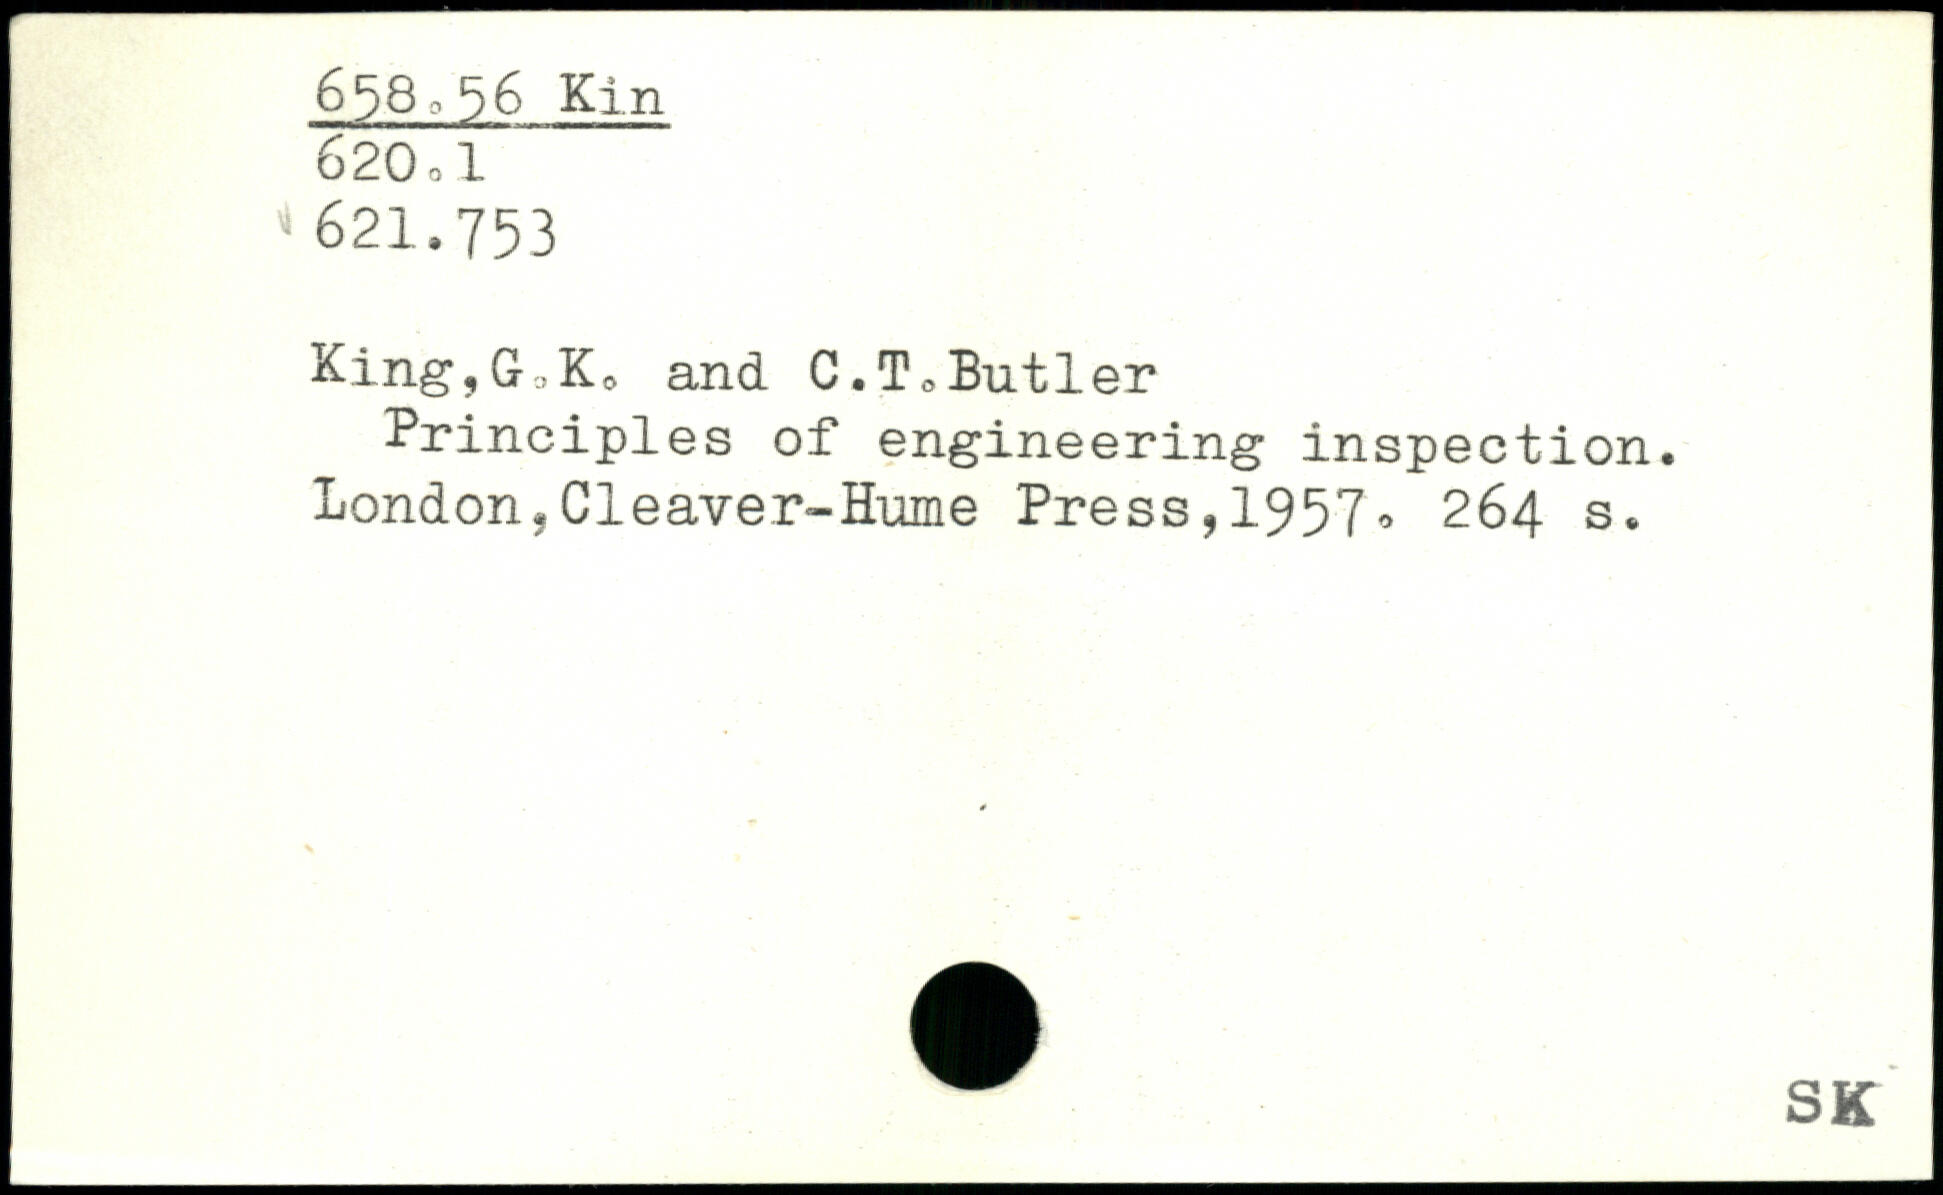 658.56 Kin
620.1
621.753
King,G.K. and C.T.Butler
Principles of engineering inspection.
London,Cleaver-Hume Press,1957. 264 s.
SK